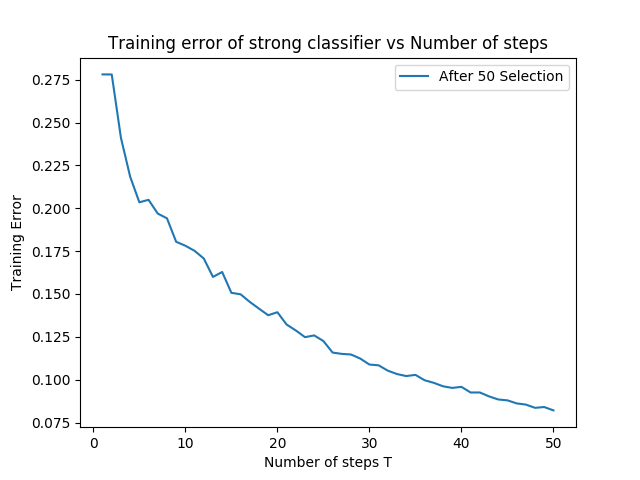 Training error of strong classifier vs Number of steps
After 50 Selection
Training Error
0.275
0.250
0.225
0.200
0.175
0.150
0.125
0.100
0.075
0 10 20 30 40 50
Number of steps T